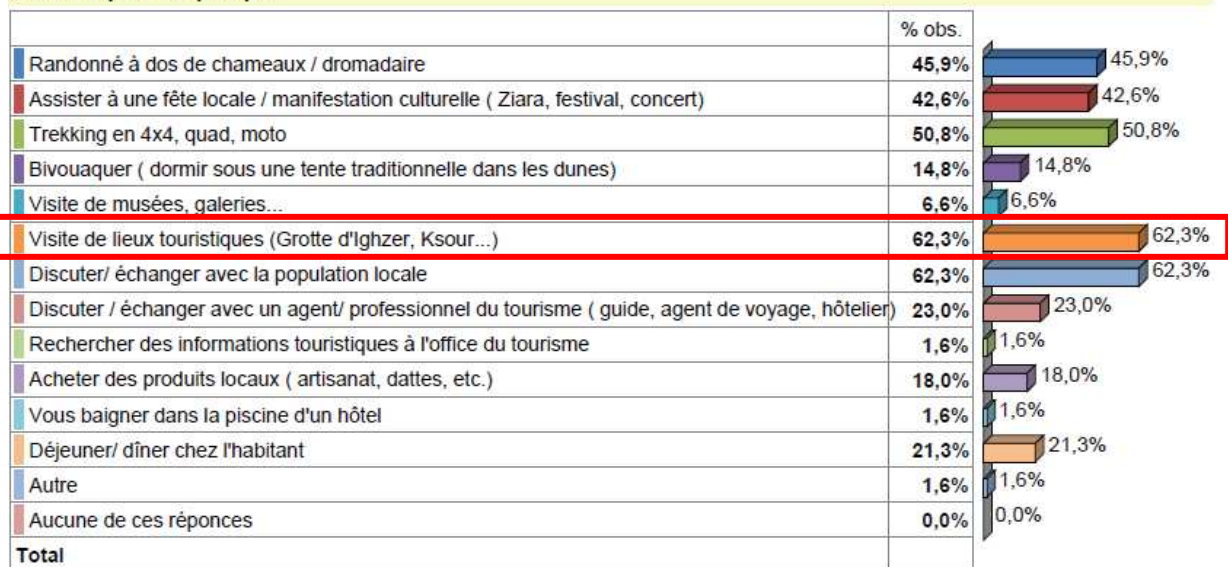 % obs.
Randonné à dos de chameaux / dromadaire 45,9% 45,9%
Assister à une fête locale / manifestation culturelle ( Ziara, festival, concert) 42,6% 42,6%
Trekking en 4x4, quad, moto 50,8% 50,8%
Bivouaquer ( dormir sous une tente traditionnelle dans les dunes) 14,8% 14,8%
Visite de musées, galeries... 6,6% 6,6%
Visite de lieux touristiques (Grotte d'Ighzer, Ksour...) 62,3% 62,3%
Discuter/ échanger avec la population locale 62,3% 62,3%
Discuter / échanger avec un agent/ professionnel du tourisme ( guide, agent de voyage, hôtelier) 23,0% 23,0%
Rechercher des informations touristiques à l'office du tourisme 1,6% 1,6%
Acheter des produits locaux ( artisanat, dattes, etc.) 18,0% 18,0%
Vous baigner dans la piscine d'un hôtel 1,6% 1,6%
Déjeuner/ dîner chez l'habitant 21,3% 21,3%
Autre 1,6% 1,6%
Aucune de ces réponces 0,0% 0,0%
Total